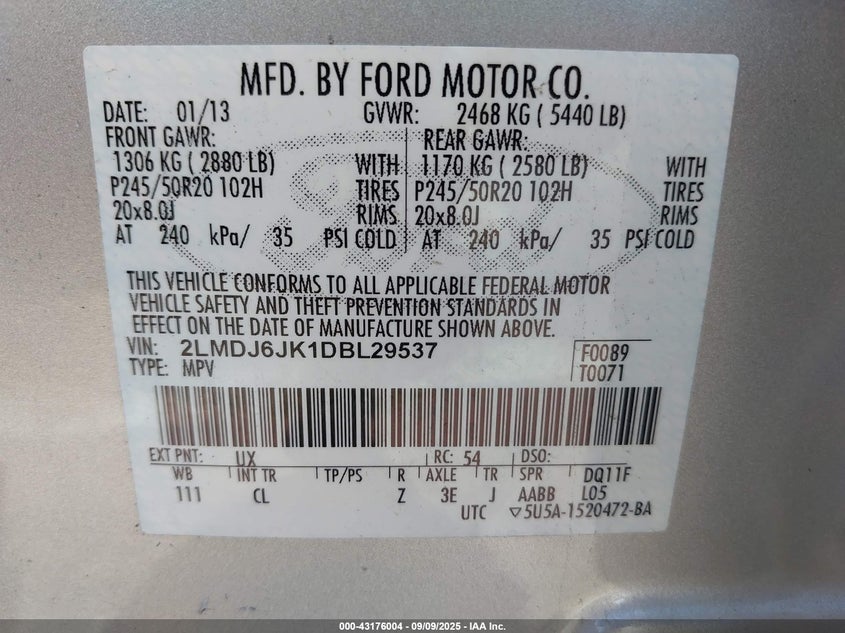 MFD. BY FORD MOTOR CO.
DATE: 01/13 GVWR: 2468 KG ( 5440 LB)
FRONT GAWR: REAR GAWR:
1306 KG ( 2880 LB) WITH 1170 KG ( 2580 LB) WITH
P245/50R20 102H TIRES P245/50R20 102H TIRES
20x8.0J RIMS 20x8.0J RIMS
AT 240 kPa/ 35 PSI COLD AT 240 kPa/ 35 PSI COLD
THIS VEHICLE CONFORMS TO ALL APPLICABLE FEDERAL MOTOR
VEHICLE SAFETY AND THEFT PREVENTION STANDARDS IN
EFFECT ON THE DATE OF MANUFACTURE SHOWN ABOVE.
VIN: 2LMDJ6JK1DBL29537 F0089
TYPE: MPV T0071
EXT PNT: UX RC: 54 DSO:
WB INT TR TP/PS R AXLE TR SPR DQ11F
111 CL Z 3E J AABB L05
UTC ▽5U5A-1520472-BA
000-43176004 - 09/09/2025 - IAA Inc.